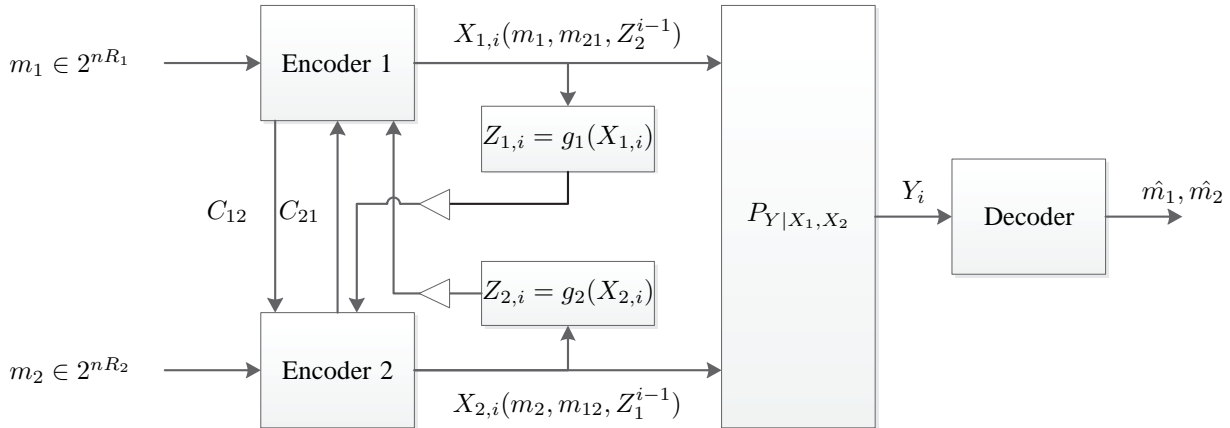 X_{1,i}(m_1, m_{21}, Z_2^{i-1})
m_1 ∈ 2^{nR_1}
Encoder 1
Z_{1,i} = g_1(X_{1,i})
C_{12}
C_{21}
P_{Y|X_1,X_2}
Y_i
Decoder
\hat{m_1}, \hat{m_2}
Z_{2,i} = g_2(X_{2,i})
m_2 ∈ 2^{nR_2}
Encoder 2
X_{2,i}(m_2, m_{12}, Z_1^{i-1})